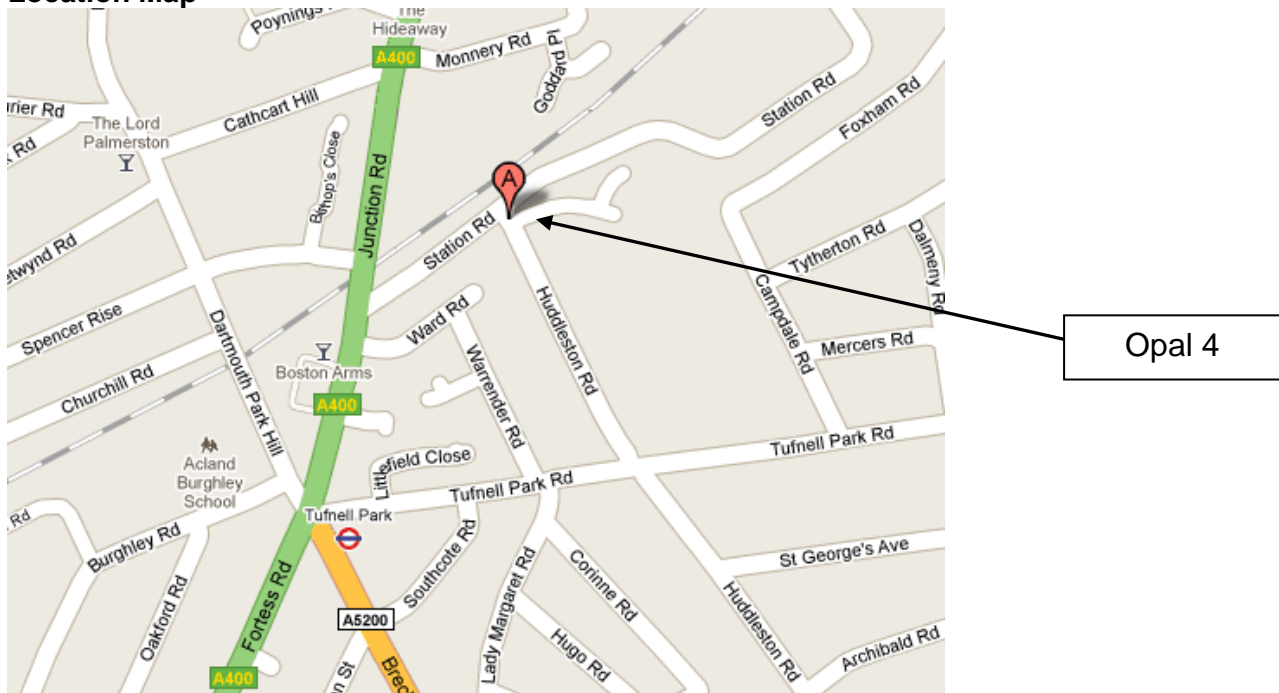 Location Map
Poynings
The
Hideaway
A400
Monnery Rd
Goddard Pl
Station Rd
Foxham Rd
urier Rd
The Lord
Palmerston
Cathcart Hill
k Rd
Bishop's Close
Junction Rd
A
Station Rd
Tytherton Rd
Dalmeny Rd
etwynd Rd
Spencer Rise
Dartmouth Park Hill
Ward Rd
Huddleston Rd
Campdale Rd
Mercers Rd
Opal 4
Boston Arms
Churchill Rd
A400
Warrender Rd
Tufnell Park Rd
Acland
Burghley
School
Littlefield Close
Tufnell Park Rd
Rd
Tufnell Park
Burghley Rd
Southcote Rd
St George's Ave
Oakford Rd
Fortess Rd
A5200
Lady Margaret Rd
Corinne Rd
Huddleston Rd
Hugo Rd
Archibald Rd
A400
on St
Brec